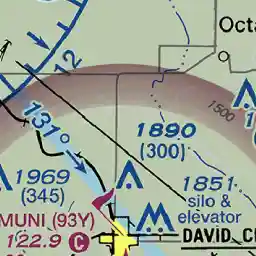 Octa
12
1500
131°
1890
(300)
1969
(345)
1851
silo &
elevator
MUNI (93Y)
122.9 C
DAVID C